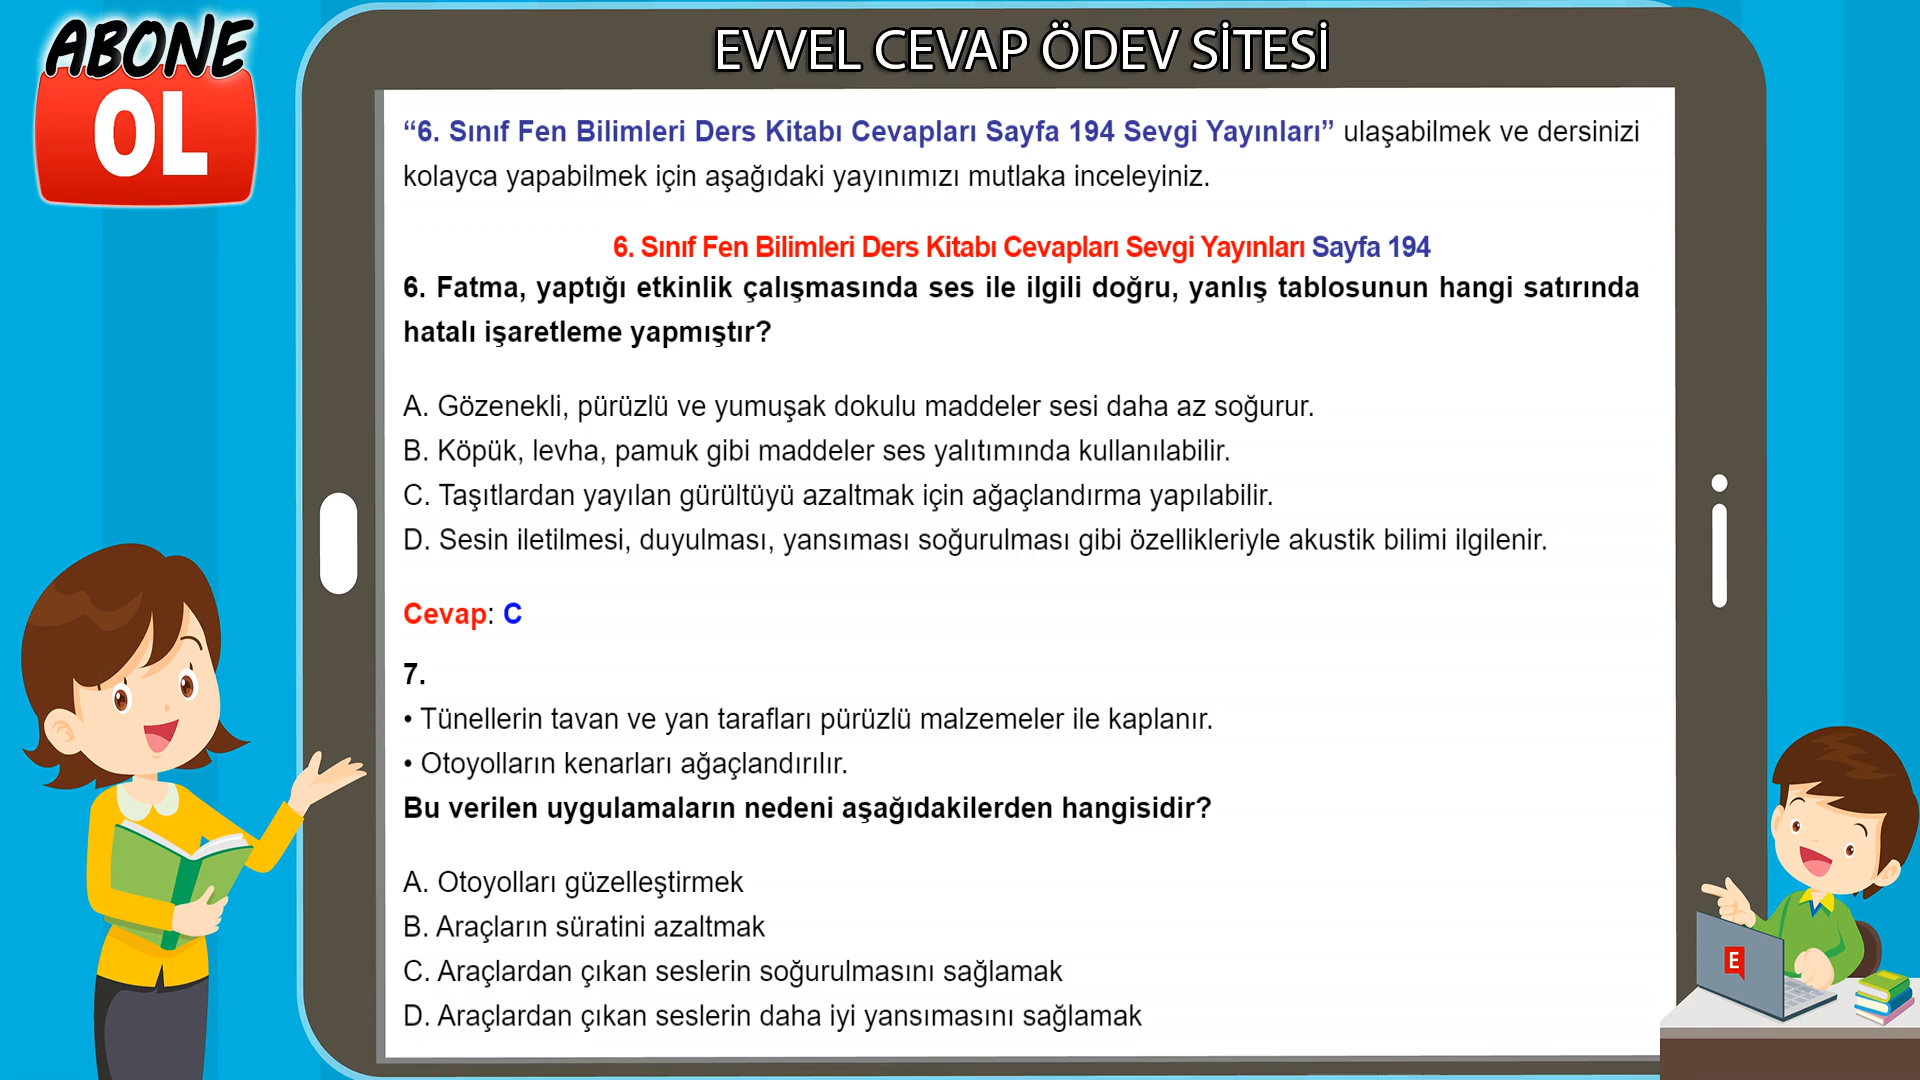 ABONE
OL
EVVEL CEVAP ÖDEV SİTESİ
“6. Sınıf Fen Bilimleri Ders Kitabı Cevapları Sayfa 194 Sevgi Yayınları” ulaşabilmek ve dersinizi
kolayca yapabilmek için aşağıdaki yayınımızı mutlaka inceleyiniz.
6. Sınıf Fen Bilimleri Ders Kitabı Cevapları Sevgi Yayınları Sayfa 194
6. Fatma, yaptığı etkinlik çalışmasında ses ile ilgili doğru, yanlış tablosunun hangi satırında
hatalı işaretleme yapmıştır?
A. Gözenekli, pürüzlü ve yumuşak dokulu maddeler sesi daha az soğurur.
B. Köpük, levha, pamuk gibi maddeler ses yalıtımında kullanılabilir.
C. Taşıtlardan yayılan gürültüyü azaltmak için ağaçlandırma yapılabilir.
D. Sesin iletilmesi, duyulması, yansıması soğurulması gibi özellikleriyle akustik bilimi ilgilenir.
Cevap: C
7.
• Tünellerin tavan ve yan tarafları pürüzlü malzemeler ile kaplanır.
• Otoyolların kenarları ağaçlandırılır.
Bu verilen uygulamaların nedeni aşağıdakilerden hangisidir?
A. Otoyolları güzelleştirmek
B. Araçların süratini azaltmak
C. Araçlardan çıkan seslerin soğurulmasını sağlamak
D. Araçlardan çıkan seslerin daha iyi yansımasını sağlamak
E